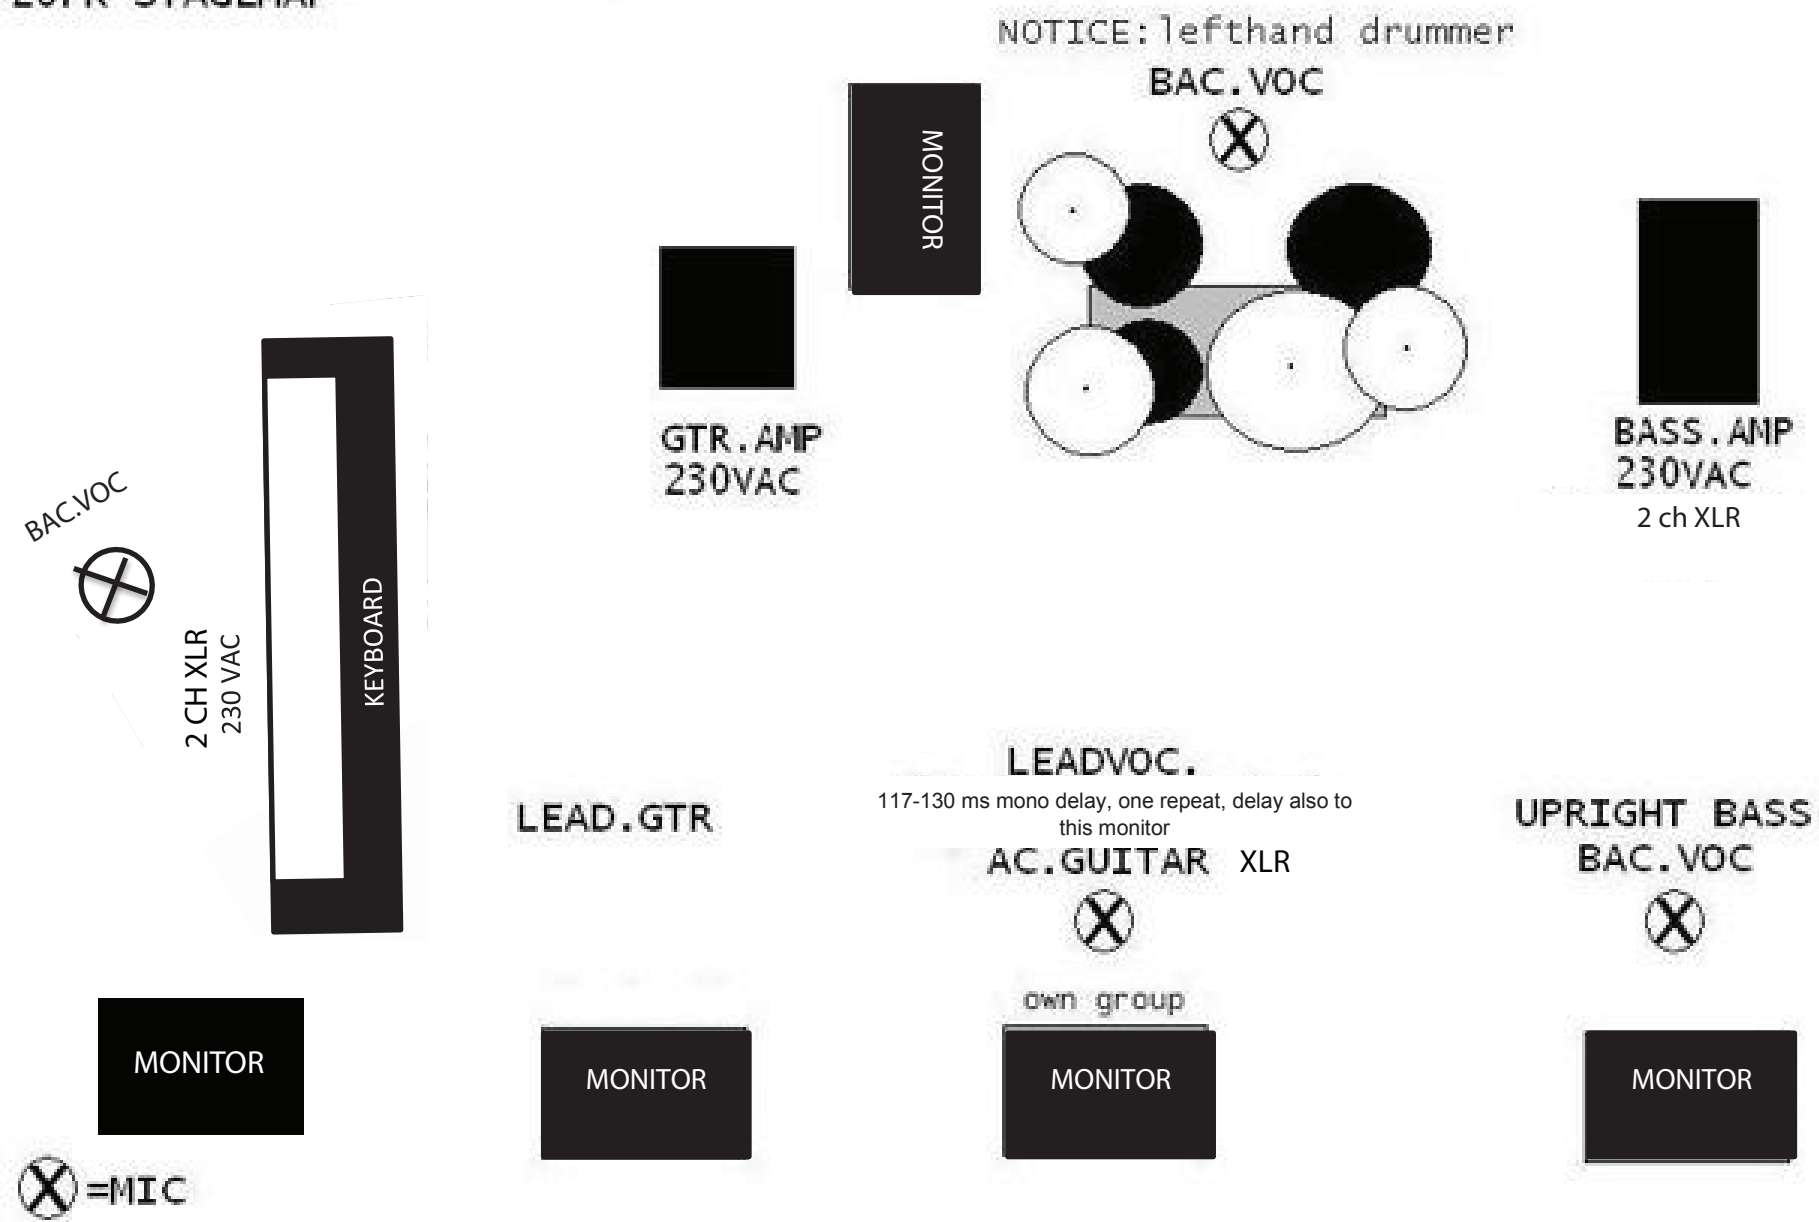 STAGEMAP
NOTICE:lefthand drummer
BAC.VOC
MONITOR
GTR.AMP
230VAC
BASS.AMP
230VAC
2 ch XLR
BAC.VOC
2 CH XLR
230 VAC
KEYBOARD
LEAD.GTR
LEADVOC.
117-130 ms mono delay, one repeat, delay also to
this monitor
AC.GUITAR XLR
UPRIGHT BASS
BAC.VOC
own group
MONITOR
MONITOR
MONITOR
MONITOR
=MIC